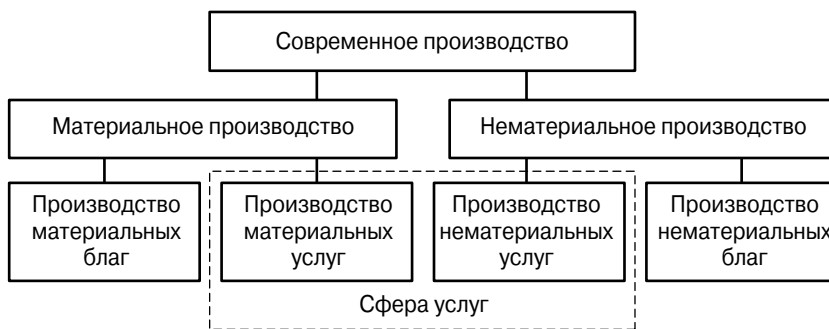 Современное производство
Материальное производство
Нематериальное производство
Производство
материальных
благ
Производство
материальных
услуг
Производство
нематериальных
услуг
Производство
нематериальных
благ
Сфера услуг